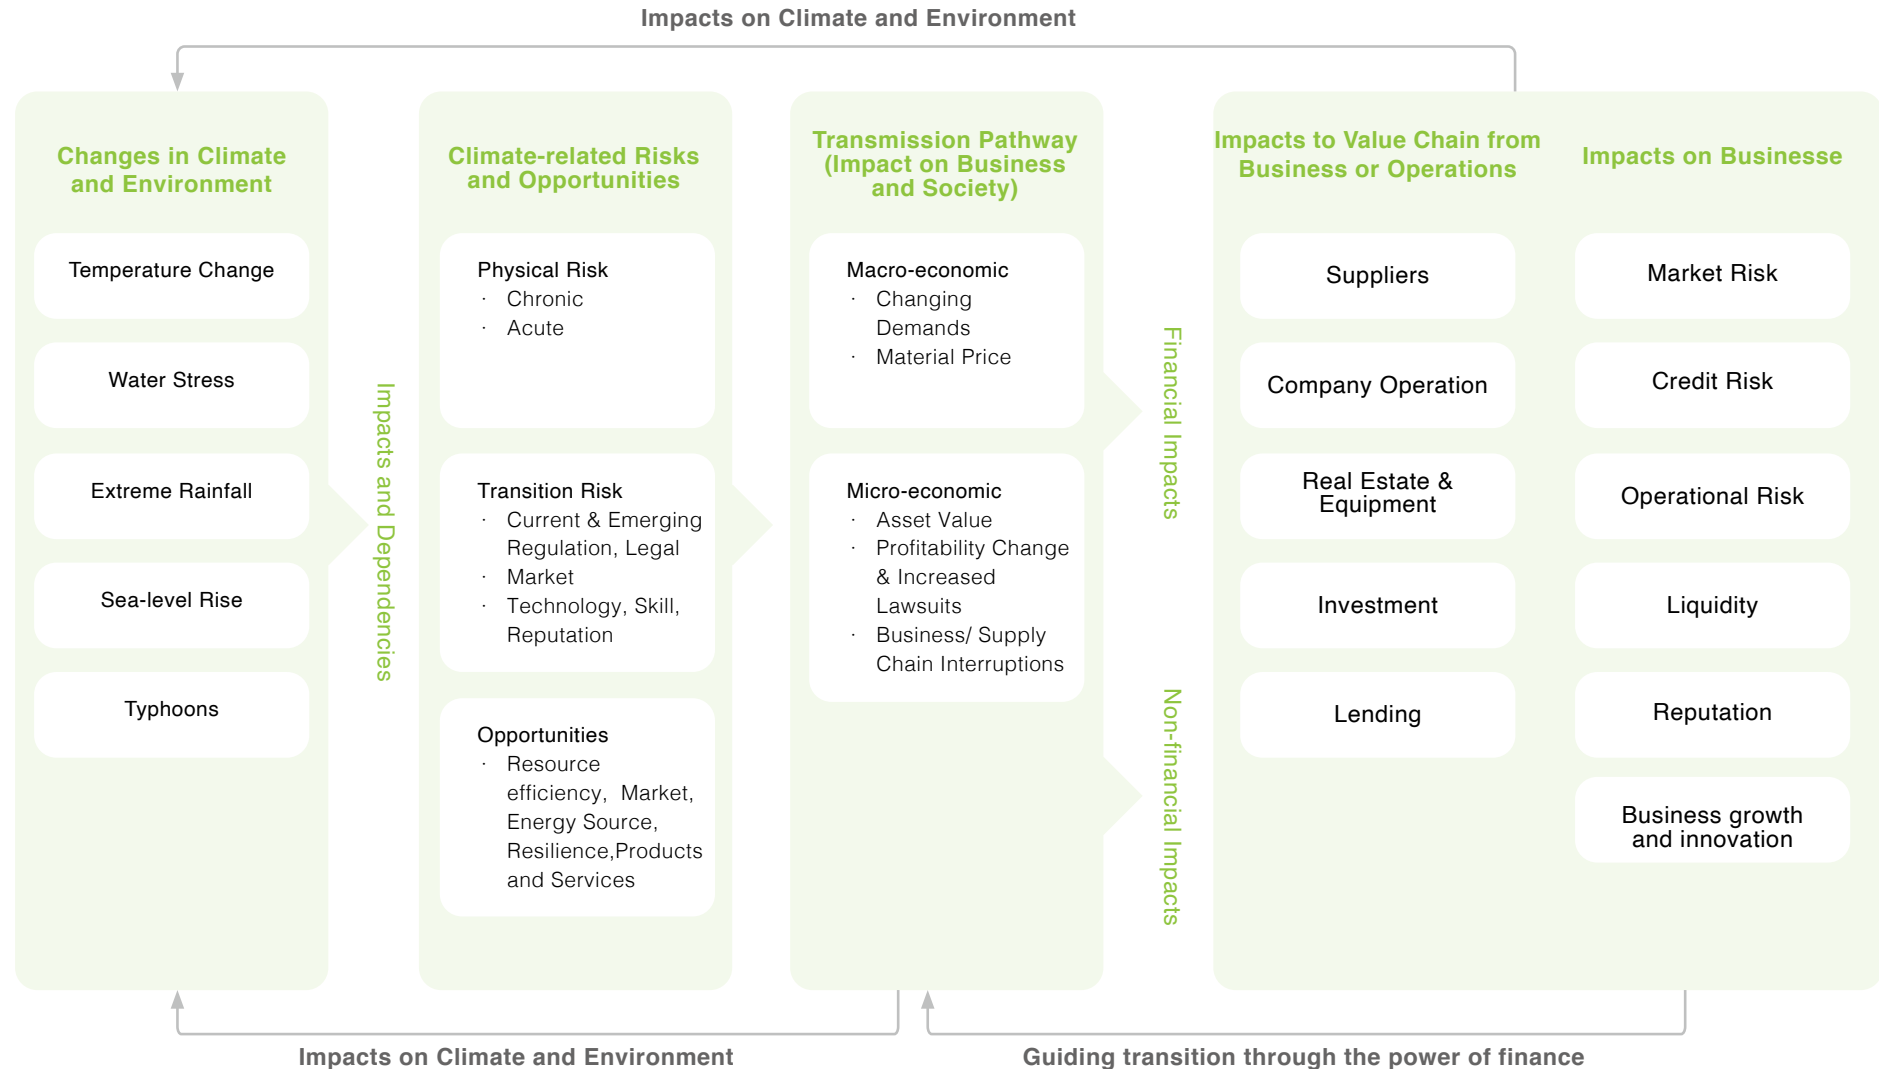 Impacts on Climate and Environment
Changes in Climate
and Environment
Temperature Change
Water Stress
Extreme Rainfall
Sea-level Rise
Typhoons
Impacts and Dependencies
Climate-related Risks
and Opportunities
Physical Risk
· Chronic
· Acute
Transition Risk
· Current & Emerging
Regulation, Legal
· Market
· Technology, Skill,
Reputation
Opportunities
· Resource
efficiency, Market,
Energy Source,
Resilience,Products
and Services
Transmission Pathway
(Impact on Business
and Society)
Macro-economic
· Changing
Demands
· Material Price
Micro-economic
· Asset Value
· Profitability Change
& Increased
Lawsuits
· Business/ Supply
Chain Interruptions
Financial Impacts
Non-financial Impacts
Impacts to Value Chain from
Business or Operations
Suppliers
Company Operation
Real Estate &
Equipment
Investment
Lending
Impacts on Businesse
Market Risk
Credit Risk
Operational Risk
Liquidity
Reputation
Business growth
and innovation
Impacts on Climate and Environment
Guiding transition through the power of finance